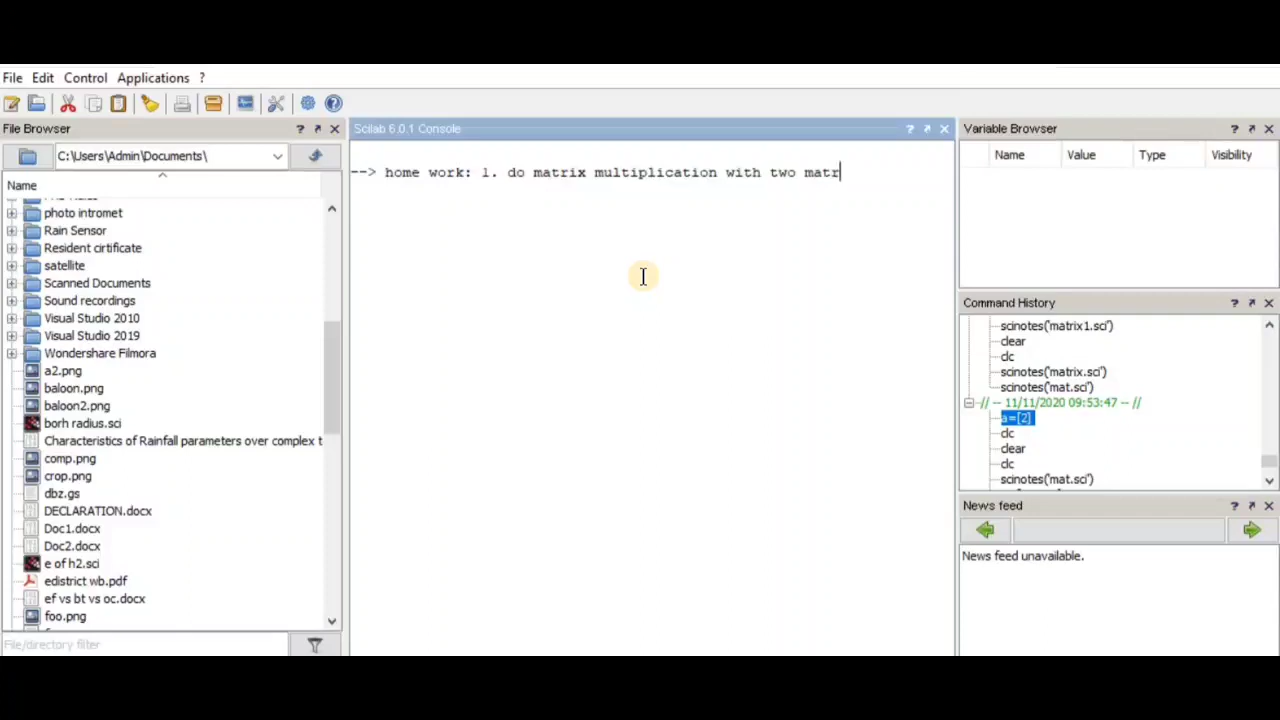 File Edit Control Applications ?
File Browser ? Scilab 6.0.1 Console ? Variable Browser ?
C:\Users\Admin\Documents\
Name
photo intromet
Rain Sensor
Resident cirtificate
satellite
Scanned Documents
Sound recordings
Visual Studio 2010
Visual Studio 2019
Wondershare Filmora
a2.png
baloon.png
baloon2.png
borh radius.sci
Characteristics of Rainfall parameters over complex t
comp.png
crop.png
dbz.gs
DECLARATION.docx
Doc1.docx
Doc2.docx
e of h2.sci
edistrict wb.pdf
ef vs bt vs oc.docx
foo.png
File/directory filter
--> home work: 1. do matrix multiplication with two matr
Name Value Type Visibility
Command History ?
scinotes('matrix1.sci')
clear
clc
scinotes('matrix.sci')
scinotes('mat.sci')
// -- 11/11/2020 09:53:47 -- //
a=[2]
clc
clear
clc
scinotes('mat.sci')
News feed ?
News feed unavailable.